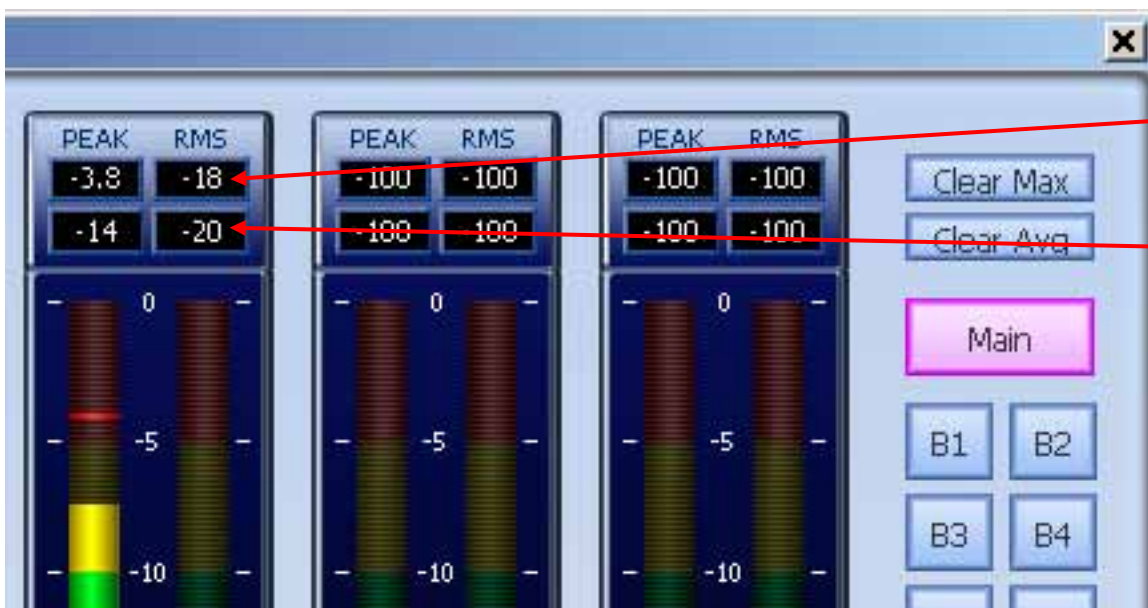 PEAK RMS PEAK RMS PEAK RMS
-3.8 -18 -100 -100 -100 -100 Clear Max
-14 -20 -100 -100 -100 -100 Clear Avg
0 0 0
Main
-5 -5 -5 B1 B2
B3 B4
-10 -10 -10